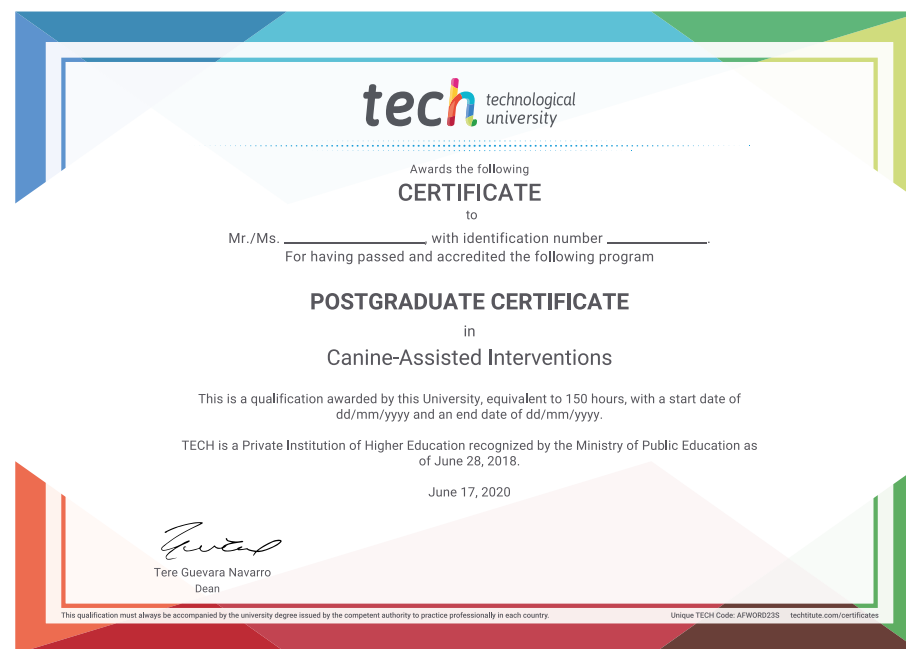 tech technological
university
Awards the following
CERTIFICATE
to
Mr./Ms. ____________________, with identification number ______________.
For having passed and accredited the following program
POSTGRADUATE CERTIFICATE
in
Canine-Assisted Interventions
This is a qualification awarded by this University, equivalent to 150 hours, with a start date of
dd/mm/yyyy and an end date of dd/mm/yyyy.
TECH is a Private Institution of Higher Education recognized by the Ministry of Public Education as
of June 28, 2018.
June 17, 2020
Tere Guevara Navarro
Dean
This qualification must always be accompanied by the university degree issued by the competent authority to practice professionally in each country.
Unique TECH Code: AFWORD23S techtitute.com/certificates